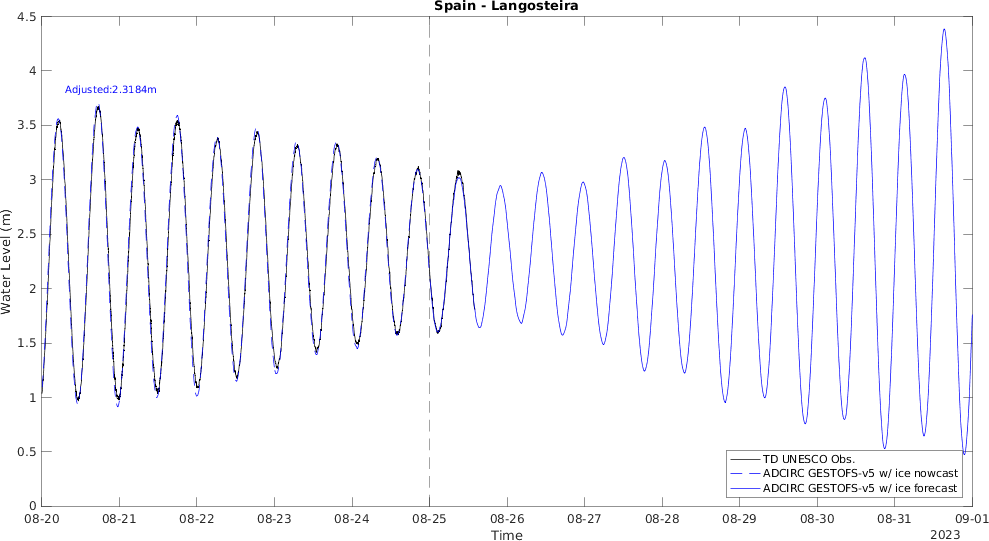 Spain - Langosteira
4.5
4
3.5
3
2.5
2
1.5
1
0.5
0
Water Level (m)
Adjusted:2.3184m
TD UNESCO Obs.
ADCIRC GESTOFS-v5 w/ ice nowcast
ADCIRC GESTOFS-v5 w/ ice forecast
08-20 08-21 08-22 08-23 08-24 08-25 08-26 08-27 08-28 08-29 08-30 08-31 09-01
Time
2023